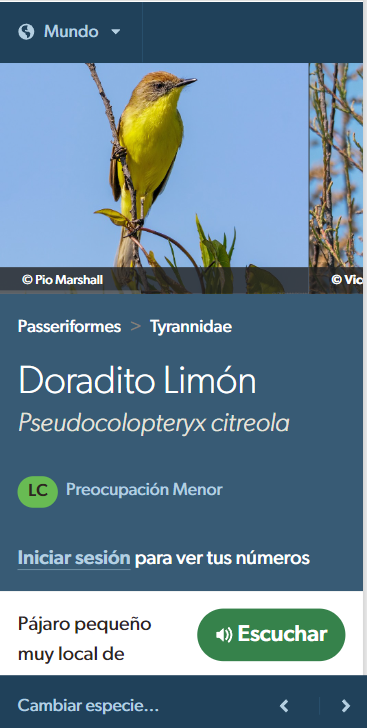 Mundo
© Pio Marshall
© Vic
Passeriformes > Tyrannidae
Doradito Limón
Pseudocolopteryx citreola
LC Preocupación Menor
Iniciar sesión para ver tus números
Pájaro pequeño
muy local de
Escuchar
Cambiar especie...